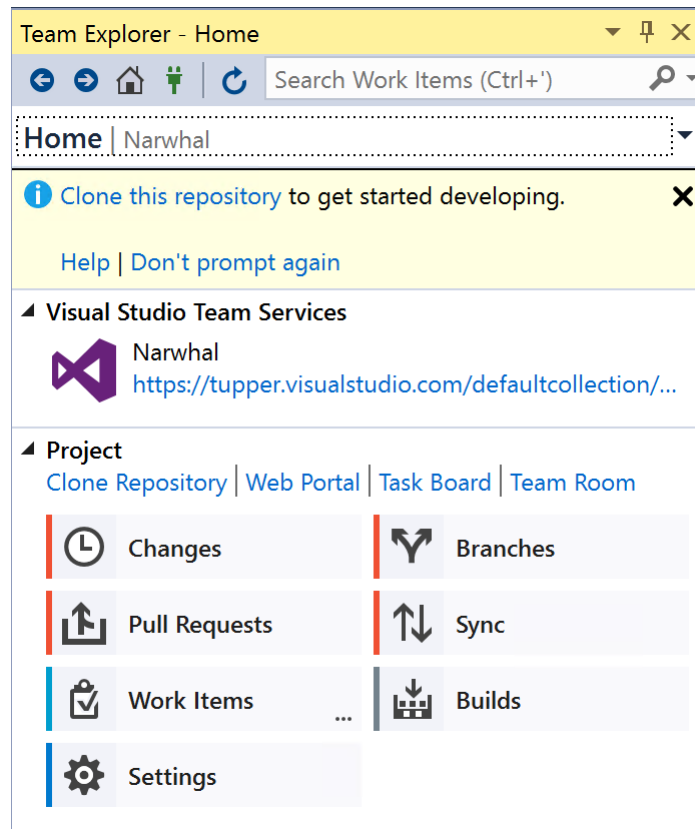 Team Explorer - Home
Search Work Items (Ctrl+')
Home | Narwhal
Clone this repository to get started developing.
Help | Don't prompt again
Visual Studio Team Services
Narwhal
https://tupper.visualstudio.com/defaultcollection/...
Project
Clone Repository | Web Portal | Task Board | Team Room
Changes
Branches
Pull Requests
Sync
Work Items ...
Builds
Settings